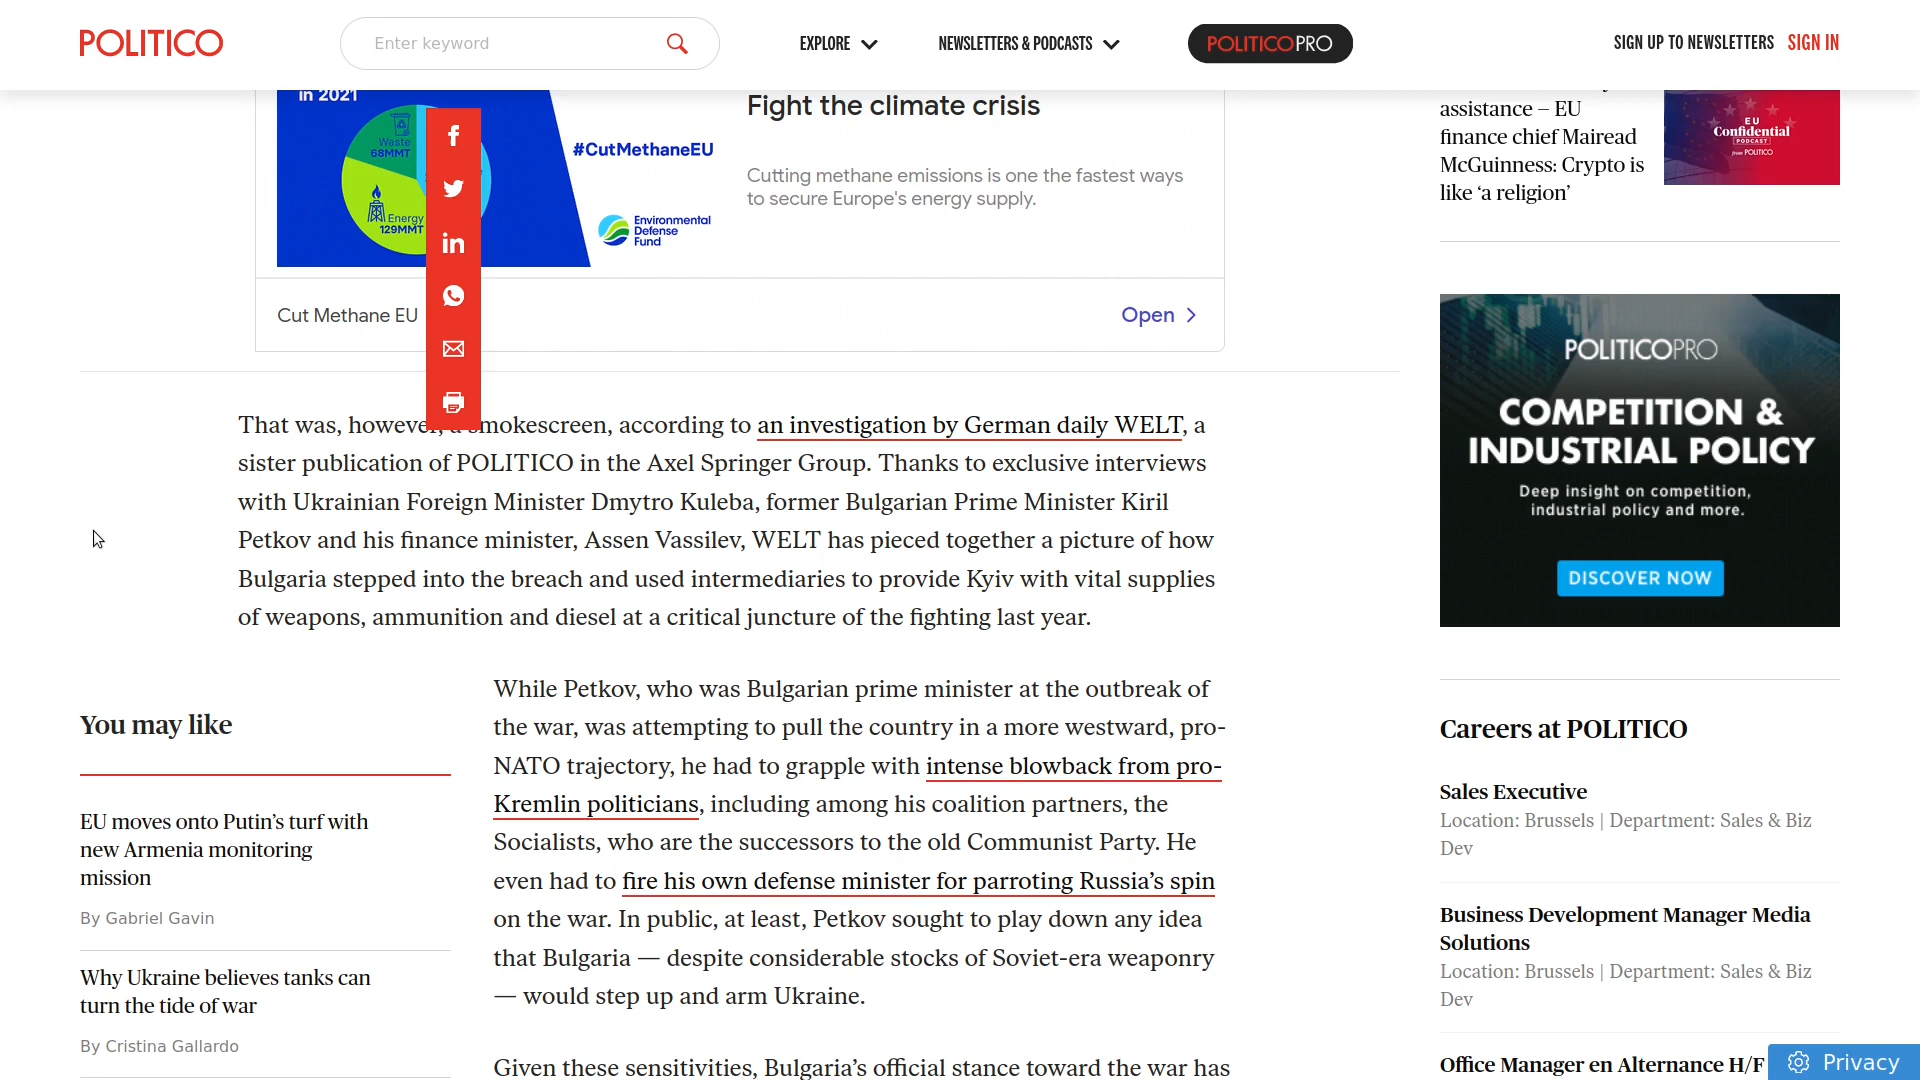 POLITICO
Enter keyword
EXPLORE
NEWSLETTERS & PODCASTS
POLITICOPRO
SIGN UP TO NEWSLETTERS
SIGN IN
in 2021
Waste
68MMT
Energy
129MMT
#CutMethaneEU
Environmental
Defense
Fund
Fight the climate crisis
Cutting methane emissions is one the fastest ways
to secure Europe's energy supply.
Cut Methane EU
Open
That was, however, a smokescreen, according to an investigation by German daily WELT, a
sister publication of POLITICO in the Axel Springer Group. Thanks to exclusive interviews
with Ukrainian Foreign Minister Dmytro Kuleba, former Bulgarian Prime Minister Kiril
Petkov and his finance minister, Assen Vassilev, WELT has pieced together a picture of how
Bulgaria stepped into the breach and used intermediaries to provide Kyiv with vital supplies
of weapons, ammunition and diesel at a critical juncture of the fighting last year.
You may like
EU moves onto Putin’s turf with
new Armenia monitoring
mission
By Gabriel Gavin
Why Ukraine believes tanks can
turn the tide of war
By Cristina Gallardo
While Petkov, who was Bulgarian prime minister at the outbreak of
the war, was attempting to pull the country in a more westward, pro-
NATO trajectory, he had to grapple with intense blowback from pro-
Kremlin politicians, including among his coalition partners, the
Socialists, who are the successors to the old Communist Party. He
even had to fire his own defense minister for parroting Russia’s spin
on the war. In public, at least, Petkov sought to play down any idea
that Bulgaria — despite considerable stocks of Soviet-era weaponry
— would step up and arm Ukraine.
Given these sensitivities, Bulgaria’s official stance toward the war has
assistance – EU
finance chief Mairead
McGuinness: Crypto is
like ‘a religion’
EU
Confidential
PODCAST
from POLITICO
POLITICOPRO
COMPETITION &
INDUSTRIAL POLICY
Deep insight on competition,
industrial policy and more.
DISCOVER NOW
Careers at POLITICO
Sales Executive
Location: Brussels | Department: Sales & Biz
Dev
Business Development Manager Media
Solutions
Location: Brussels | Department: Sales & Biz
Dev
Office Manager en Alternance H/F
Privacy